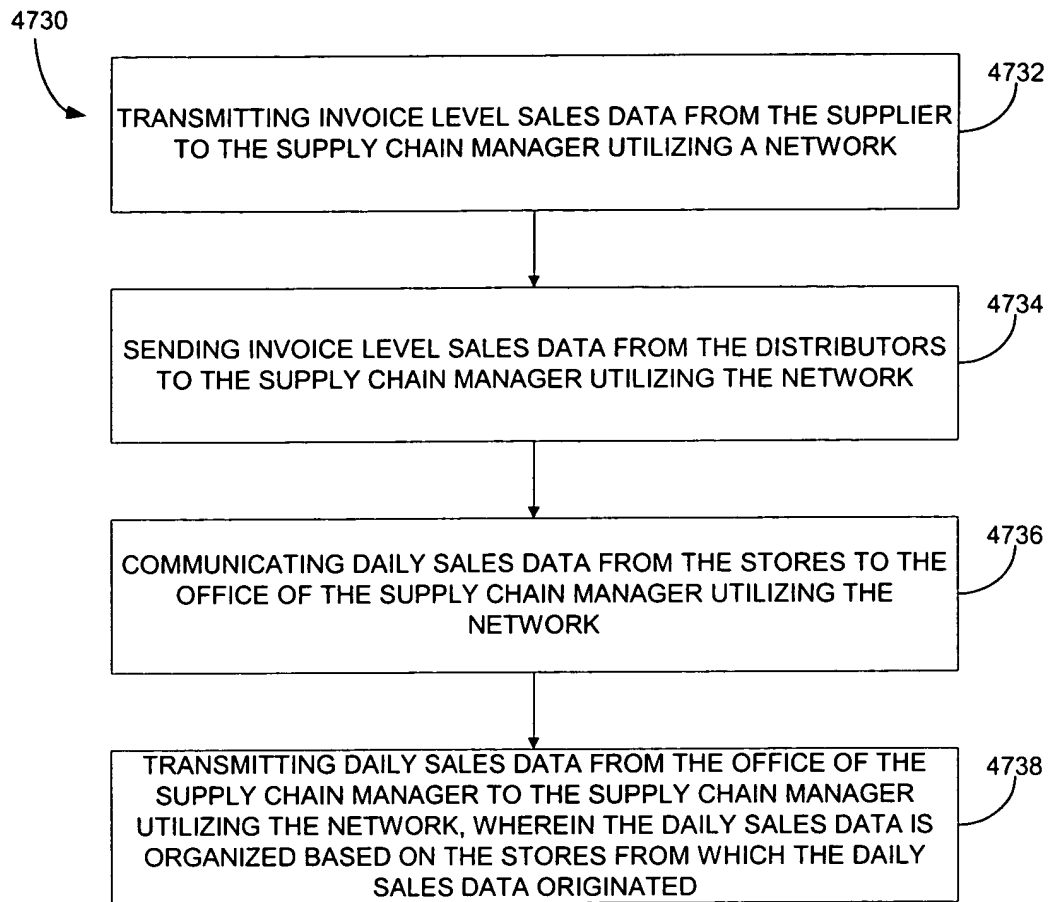 4730
4732
TRANSMITTING INVOICE LEVEL SALES DATA FROM THE SUPPLIER
TO THE SUPPLY CHAIN MANAGER UTILIZING A NETWORK
4734
SENDING INVOICE LEVEL SALES DATA FROM THE DISTRIBUTORS
TO THE SUPPLY CHAIN MANAGER UTILIZING THE NETWORK
4736
COMMUNICATING DAILY SALES DATA FROM THE STORES TO THE
OFFICE OF THE SUPPLY CHAIN MANAGER UTILIZING THE
NETWORK
4738
TRANSMITTING DAILY SALES DATA FROM THE OFFICE OF THE
SUPPLY CHAIN MANAGER TO THE SUPPLY CHAIN MANAGER
UTILIZING THE NETWORK, WHEREIN THE DAILY SALES DATA IS
ORGANIZED BASED ON THE STORES FROM WHICH THE DAILY
SALES DATA ORIGINATED